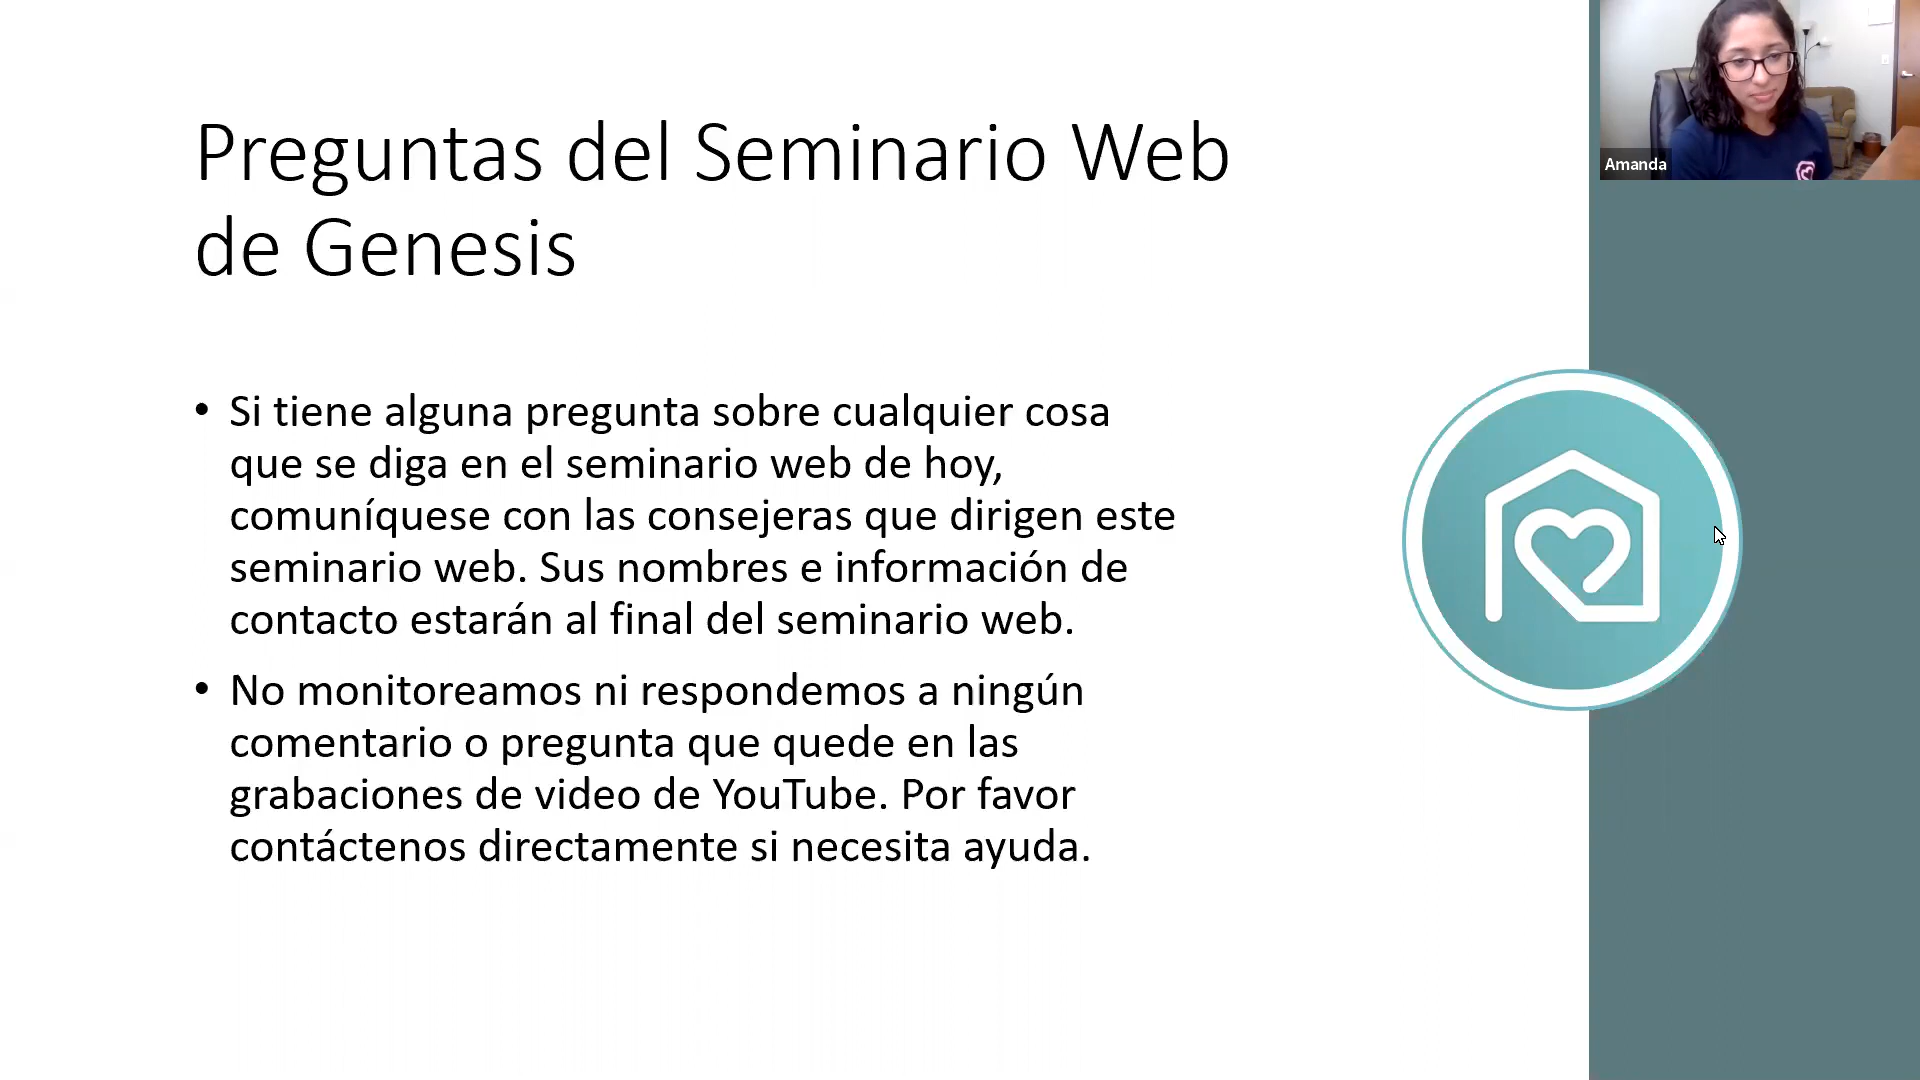 Preguntas del Seminario Web
de Genesis
Si tiene alguna pregunta sobre cualquier cosa
que se diga en el seminario web de hoy,
comuníquese con las consejeras que dirigen este
seminario web. Sus nombres e información de
contacto estarán al final del seminario web.
No monitoreamos ni respondemos a ningún
comentario o pregunta que quede en las
grabaciones de video de YouTube. Por favor
contáctenos directamente si necesita ayuda.
Amanda